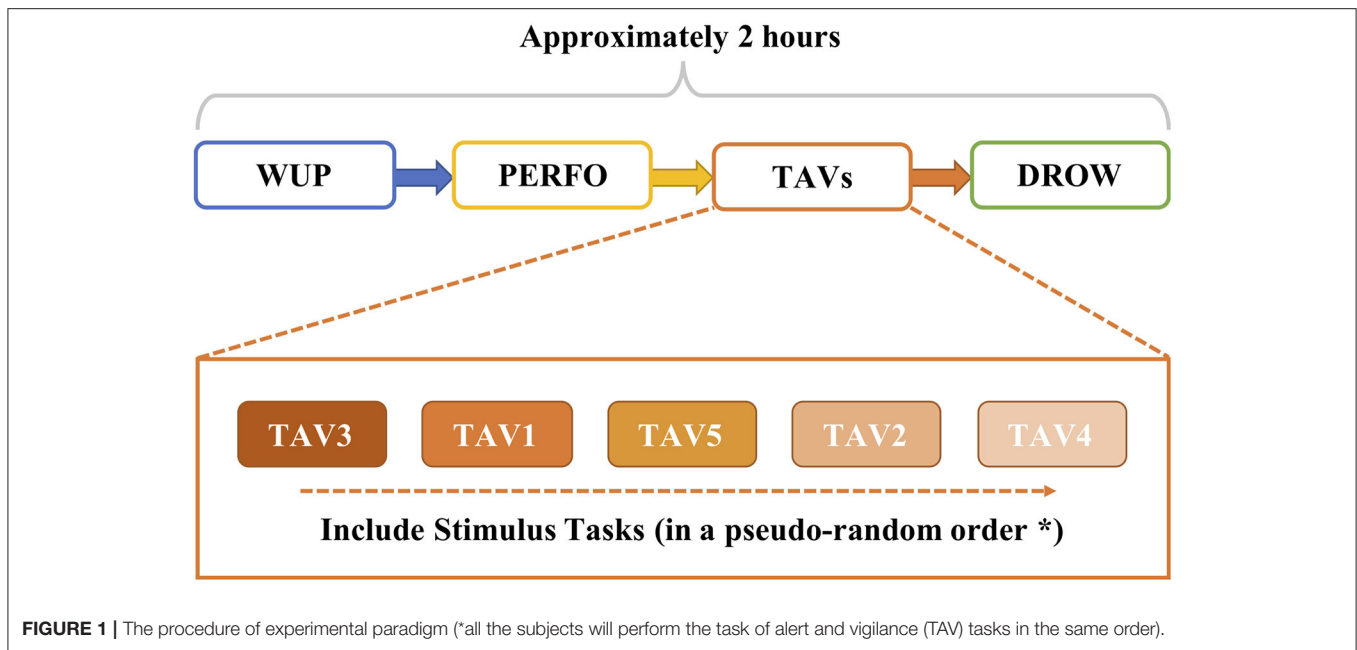 Approximately 2 hours
WUP
PERFO
TAVs
DROW
TAV3
TAV1
TAV5
TAV2
TAV4
Include Stimulus Tasks (in a pseudo-random order *)
FIGURE 1 | The procedure of experimental paradigm (*all the subjects will perform the task of alert and vigilance (TAV) tasks in the same order).